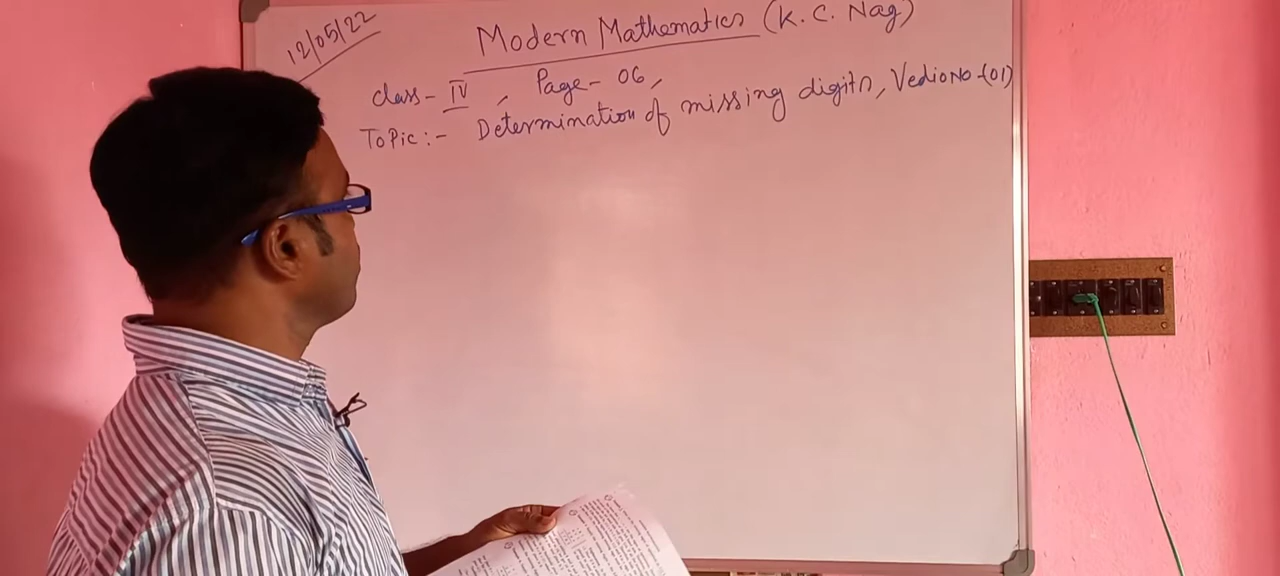 12/05/22
Modern Mathematics (K. C. Nag)
Class - IV, Page - 06,
Topic :- Determination of missing digits, Vedio No - (01)